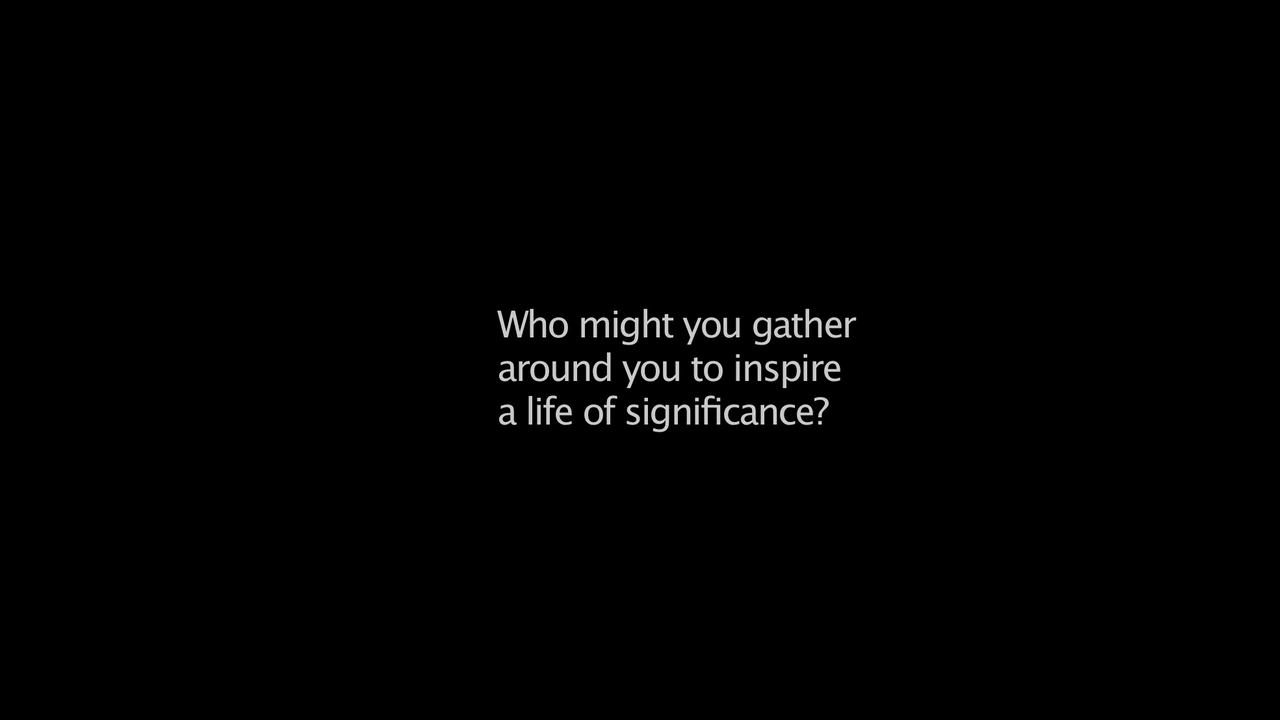 Who might you gather
around you to inspire
a life of significance?